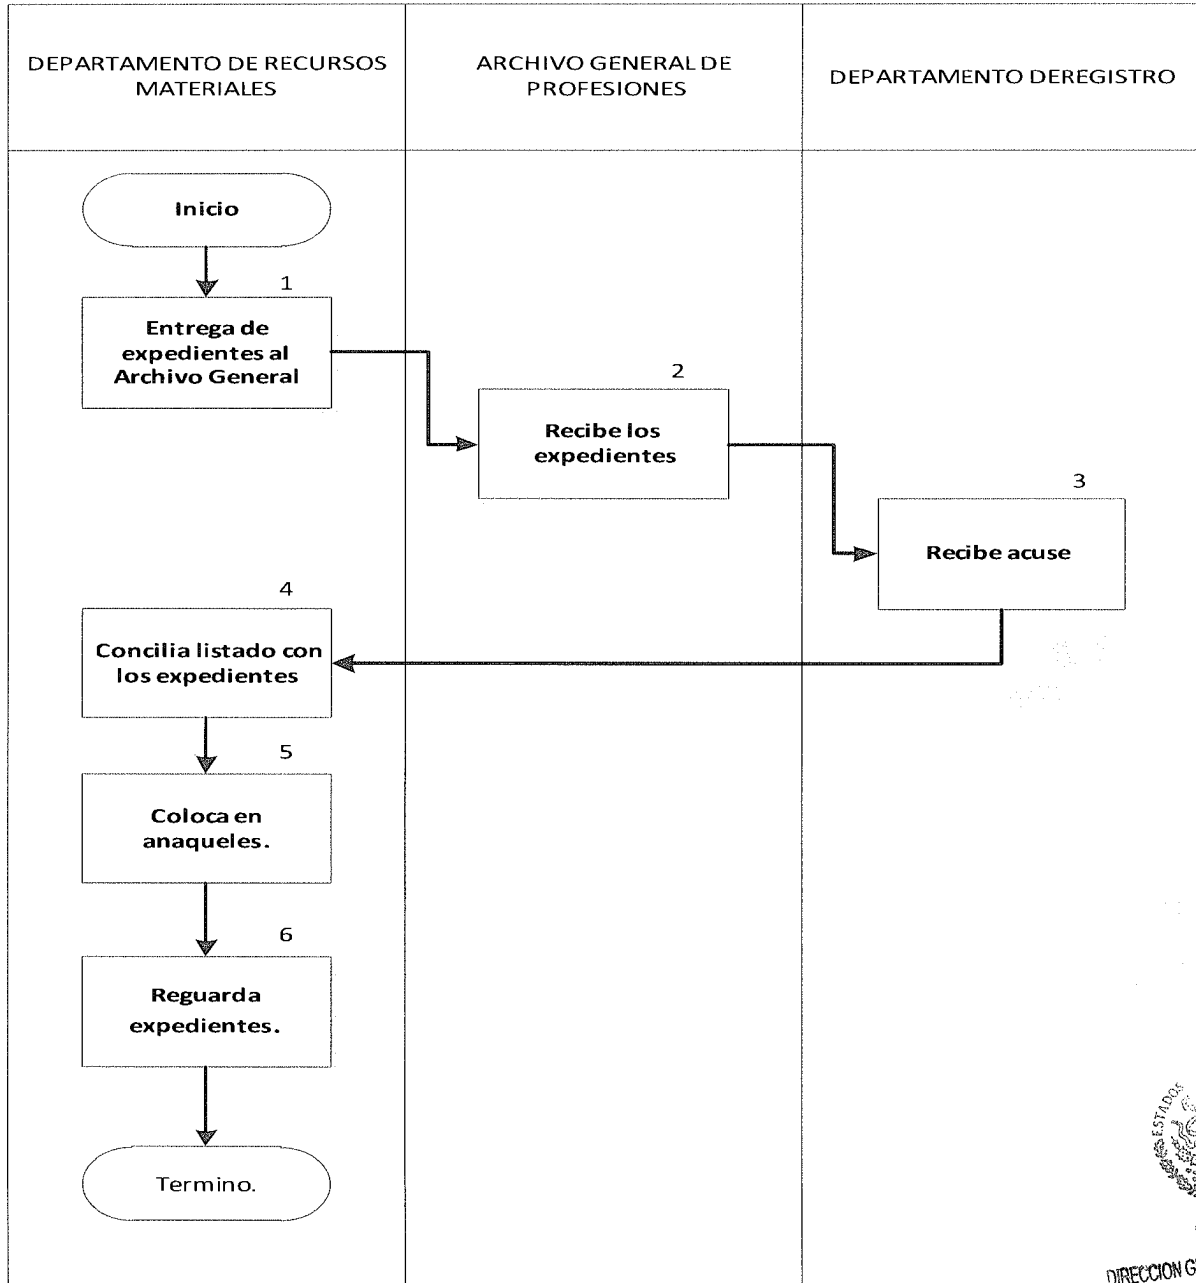 DEPARTAMENTO DE RECURSOS
MATERIALES
ARCHIVO GENERAL DE
PROFESIONES
DEPARTAMENTO DEREGISTRO
Inicio
1
Entrega de
expedientes al
Archivo General
2
Recibe los
expedientes
3
Recibe acuse
4
Concilia listado con
los expedientes
5
Coloca en
anaqueles.
6
Reguarda
expedientes.
Termino.
ESTADOS
DIRECCION G